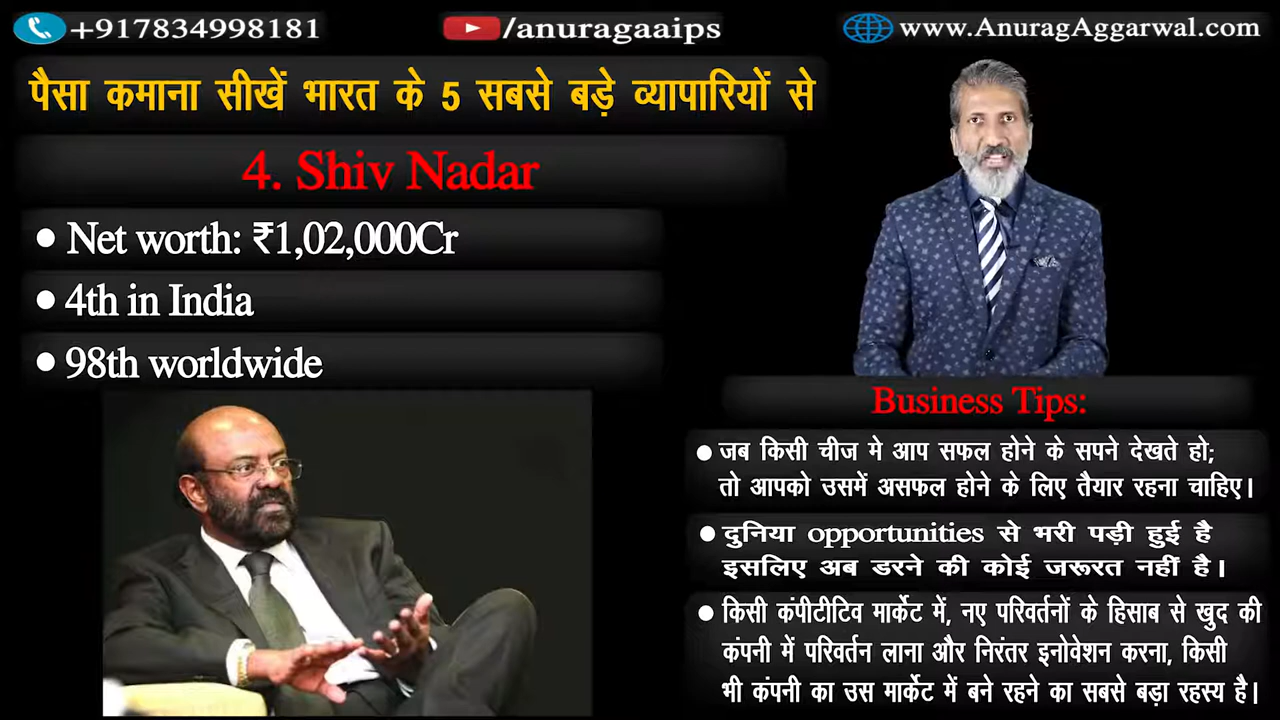 +917834998181
/anuragaaips
www.AnuragAggarwal.com
पैसा कमाना सीखें भारत के 5 सबसे बड़े व्यापारियों से
4. Shiv Nadar
• Net worth: ₹1,02,000Cr
• 4th in India
• 98th worldwide
Business Tips:
• जब किसी चीज मे आप सफल होने के सपने देखते हो;
तो आपको उसमें असफल होने के लिए तैयार रहना चाहिए।
• दुनिया opportunities से भरी पड़ी हुई है
इसलिए अब डरने की कोई जरूरत नहीं है।
• किसी कंपीटीटिव मार्केट में, नए परिवर्तनों के हिसाब से खुद की
कंपनी में परिवर्तन लाना और निरंतर इनोवेशन करना, किसी
भी कंपनी का उस मार्केट में बने रहने का सबसे बड़ा रहस्य है।